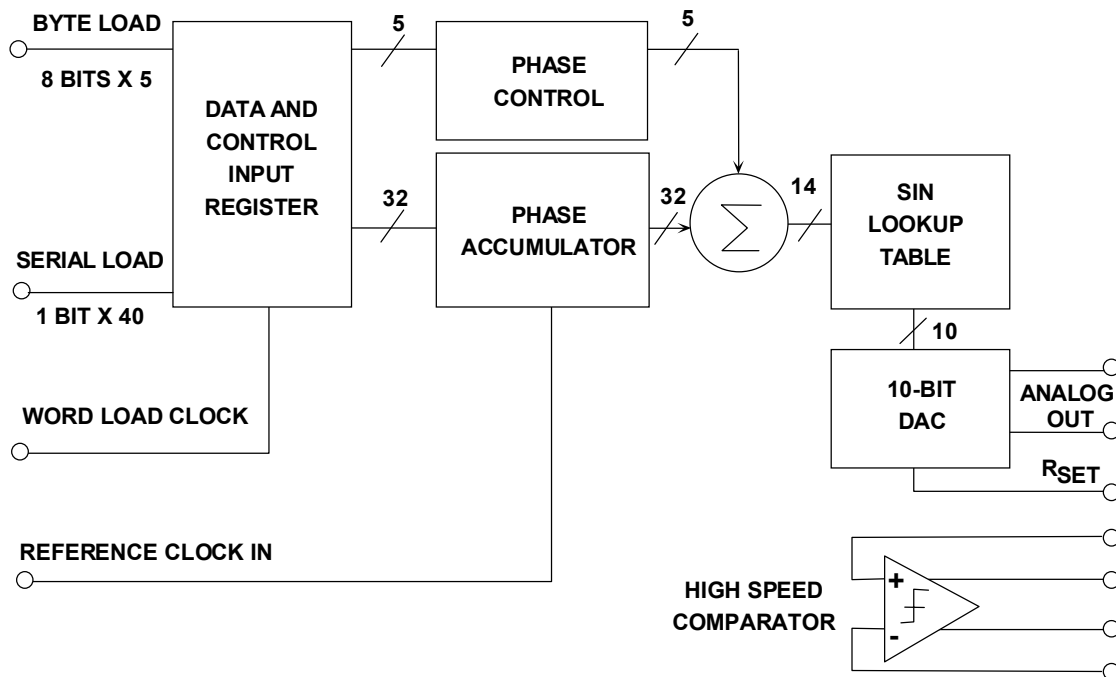 BYTE LOAD
8 BITS X 5
DATA AND
CONTROL
INPUT
REGISTER
SERIAL LOAD
1 BIT X 40
WORD LOAD CLOCK
REFERENCE CLOCK IN
5
PHASE
CONTROL
5
32
PHASE
ACCUMULATOR
32
Σ
14
SIN
LOOKUP
TABLE
10
10-BIT
DAC
ANALOG
OUT
RSET
HIGH SPEED
COMPARATOR
+
-